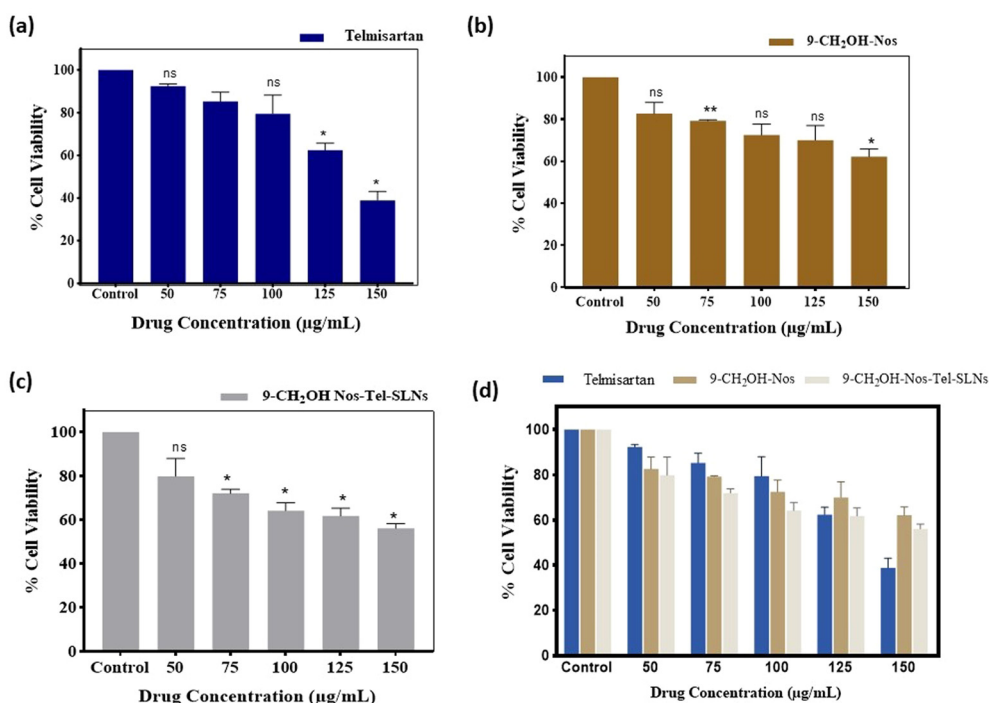 (a)
Telmisartan
100
80
60
40
20
0
% Cell Viability
ns
ns
*
*
Control 50 75 100 125 150
Drug Concentration (µg/mL)
(b)
9-CH₂OH-Nos
100
80
60
40
20
0
% Cell Viability
ns
**
ns
ns
*
Control 50 75 100 125 150
Drug Concentration (µg/mL)
(c)
9-CH₂OH Nos-Tel-SLNs
100
80
60
40
20
0
% Cell Viability
ns
*
*
*
*
Control 50 75 100 125 150
Drug Concentration (µg/mL)
(d)
Telmisartan 9-CH₂OH-Nos 9-CH₂OH-Nos-Tel-SLNs
100
80
60
40
20
0
% Cell Viability
Control 50 75 100 125 150
Drug Concentration (µg/mL)